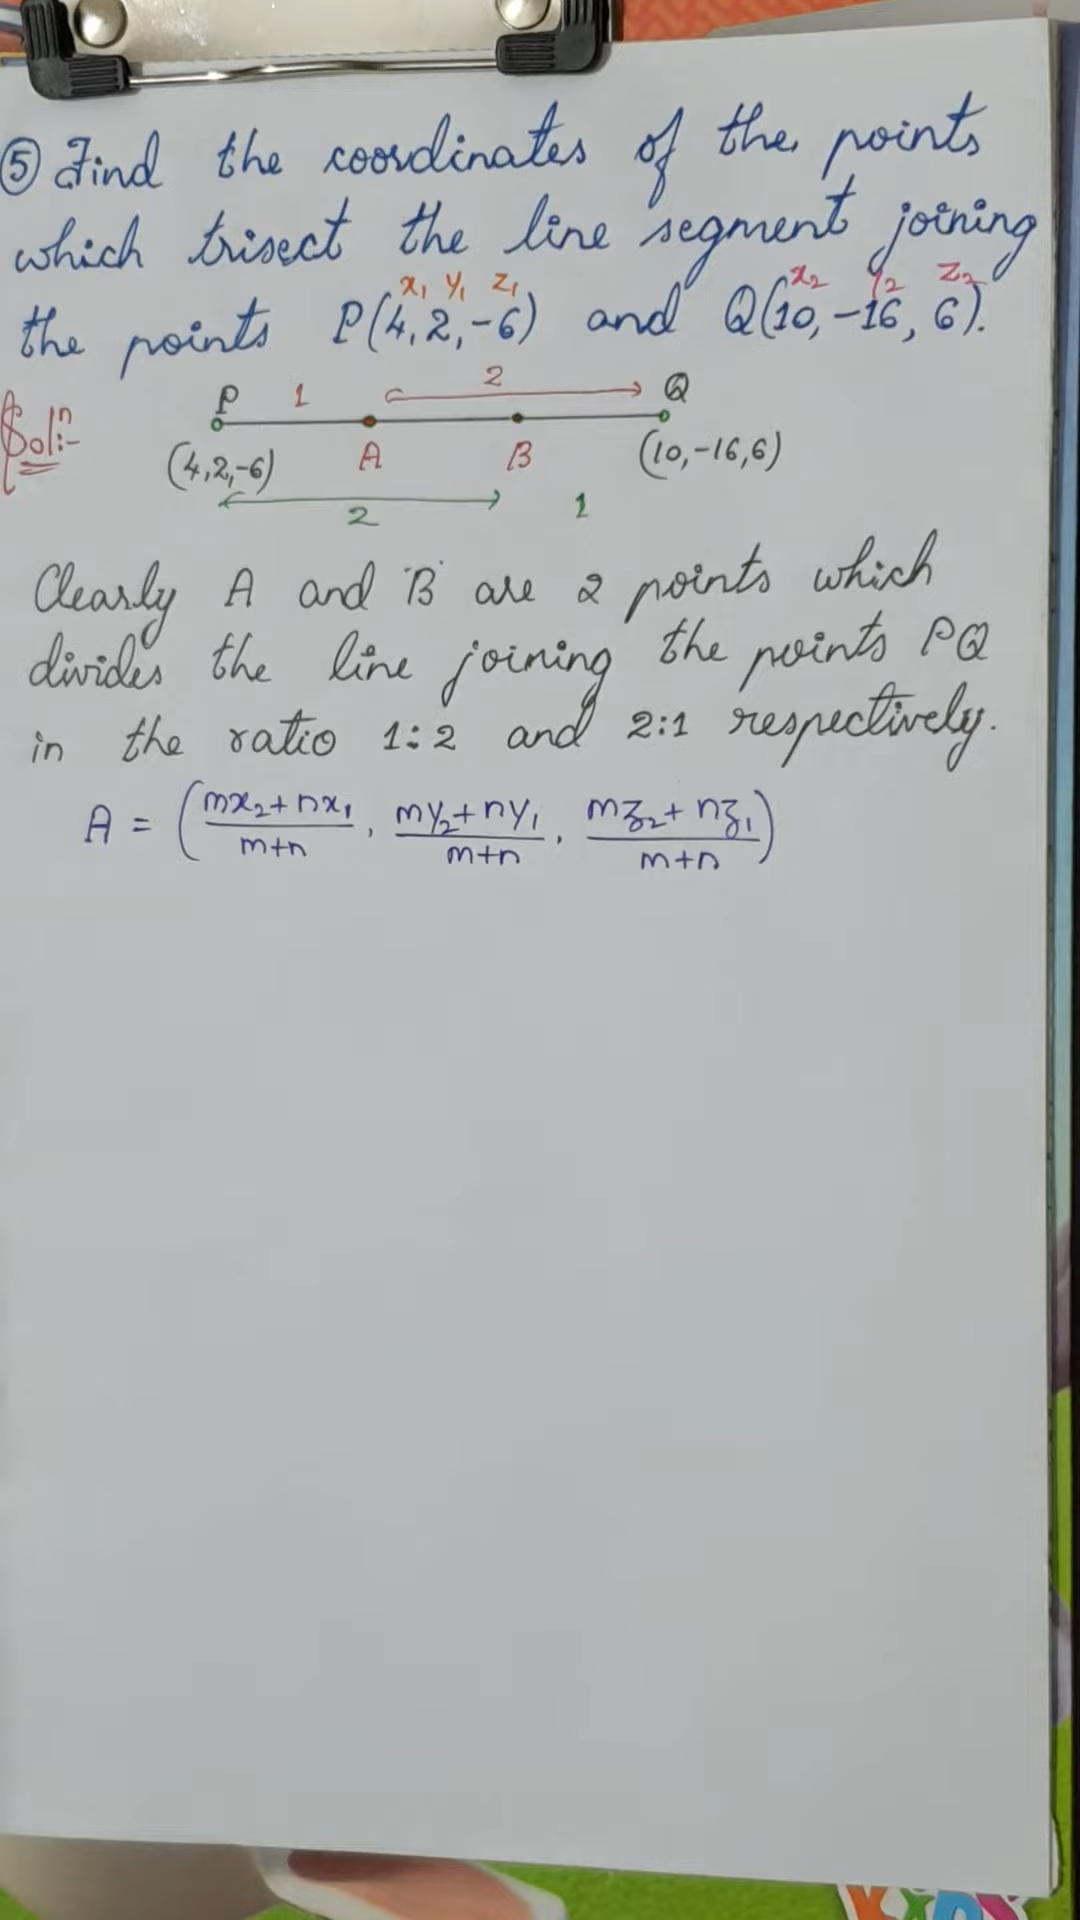 ⑤ Find the coordinates of the points
which trisect the line segment joining
x₁ y₁ z₁ x₂ y₂ z₂
the points P(4, 2, -6) and Q(10, -16, 6).
Solⁿ:-
P 1 2 Q
(4,2,-6) A B (10,-16,6)
2 1
Clearly A and B are 2 points which
divides the line joining the points PQ
in the ratio 1:2 and 2:1 respectively.
A = ( mx₂+nx₁ / m+n , my₂+ny₁ / m+n , mz₂+nz₁ / m+n )
KIDS